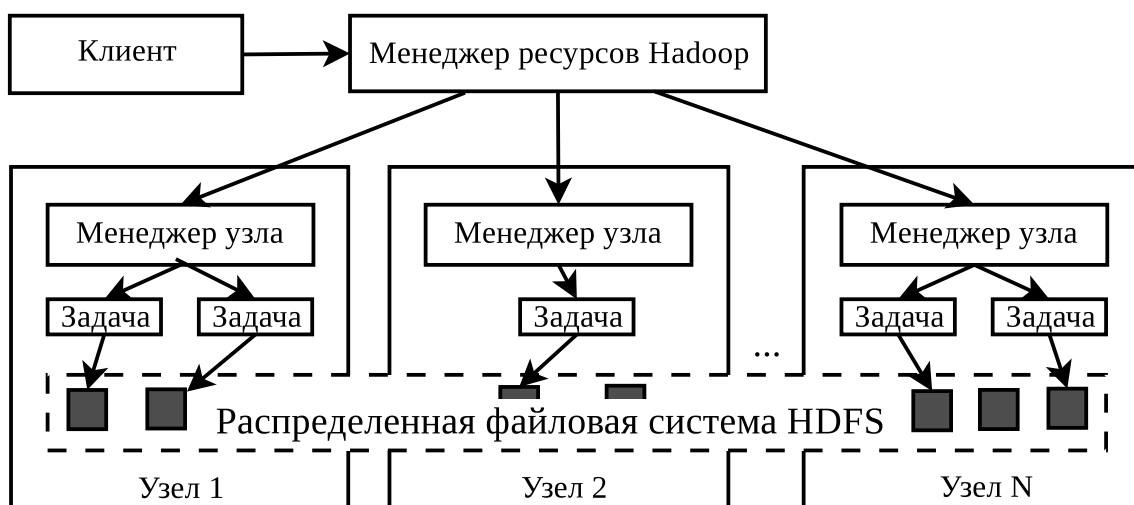 Клиент
Менеджер ресурсов Hadoop
Менеджер узла
Менеджер узла
Менеджер узла
Задача
Задача
Задача
Задача
Задача
...
Распределенная файловая система HDFS
Узел 1
Узел 2
Узел N